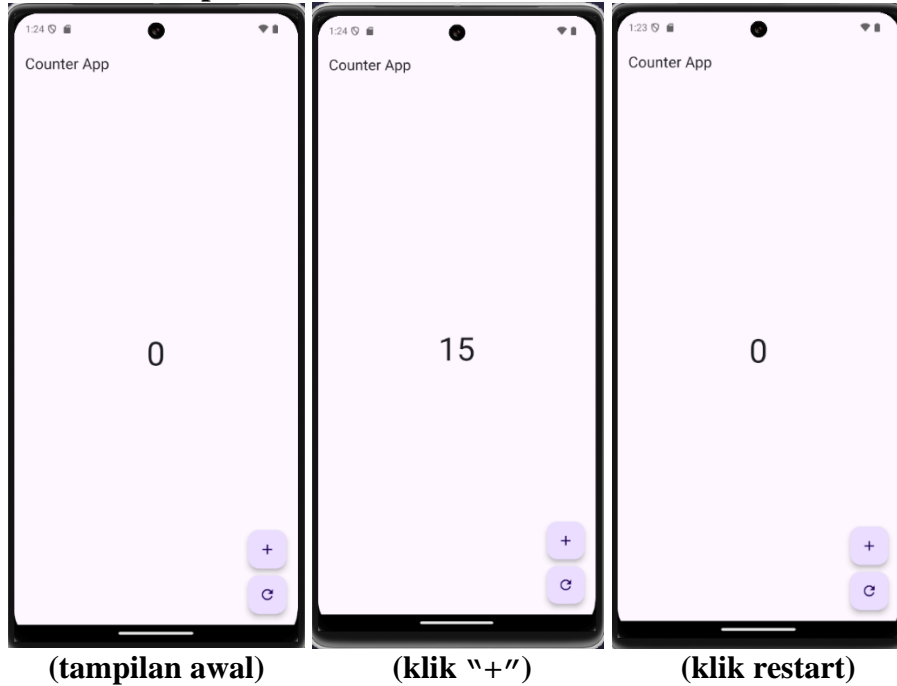 1:24
Counter App
0
+
(tampilan awal)
1:24
Counter App
15
+
(klik "+")
1:23
Counter App
0
+
(klik restart)